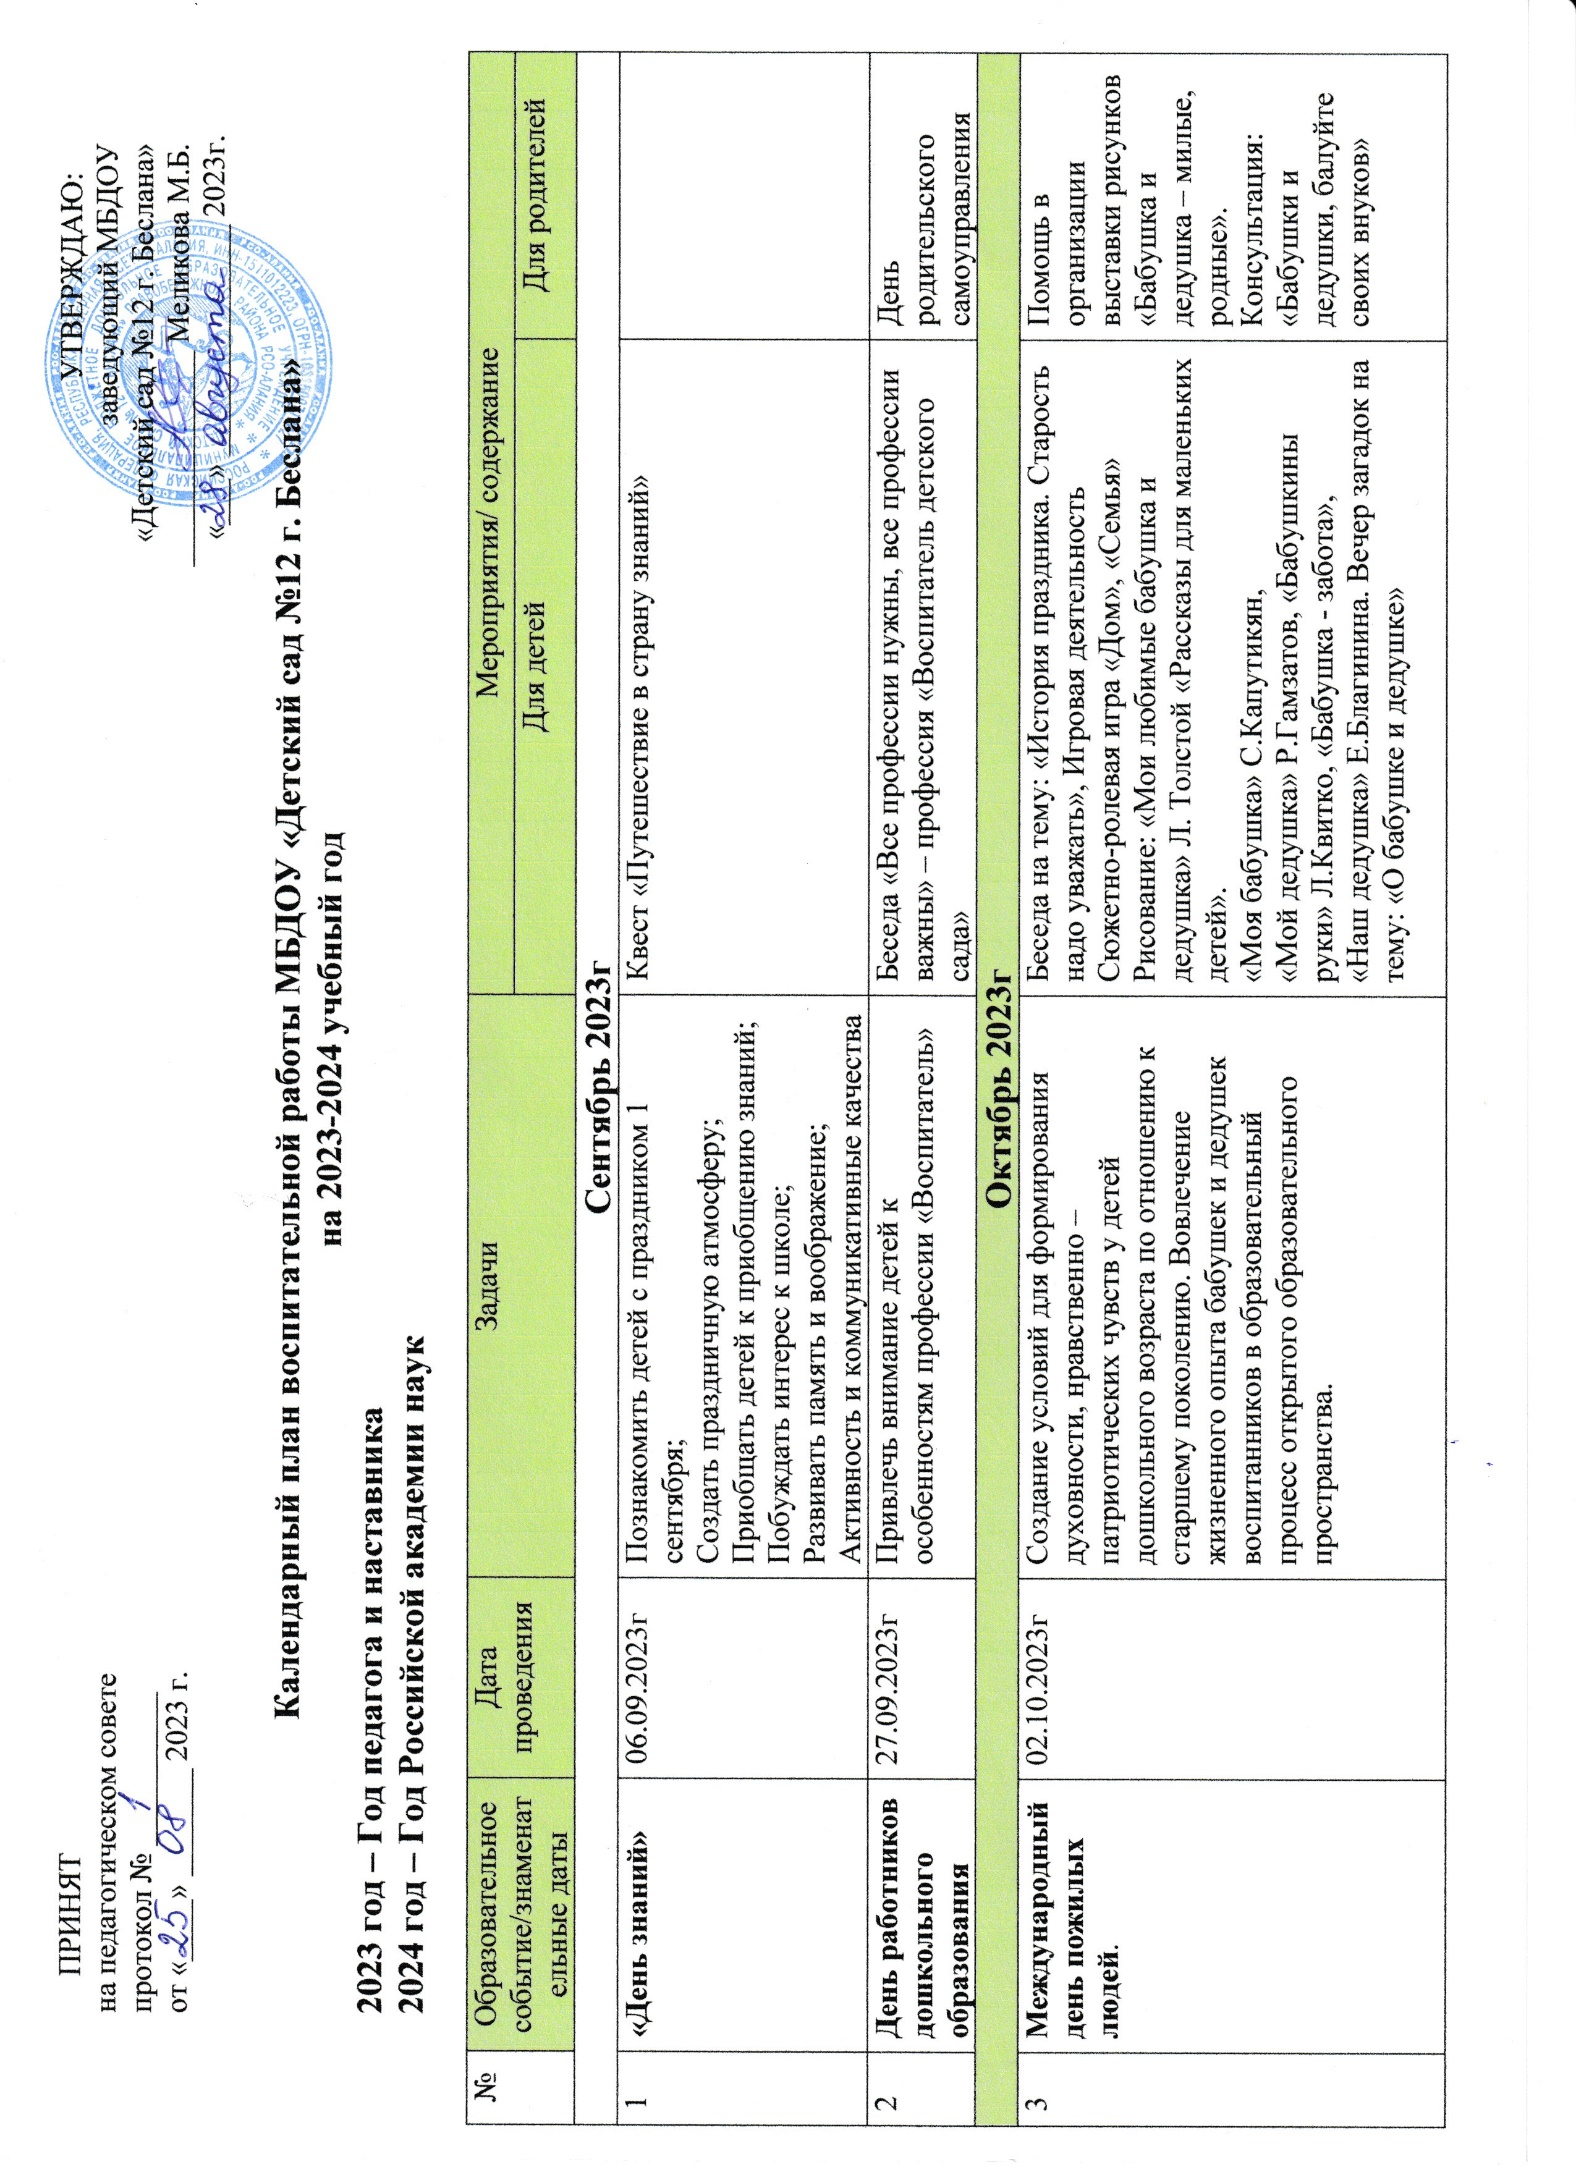 ПРИНЯТ
на педагогическом совете
протокол № 1
от «25» 08 2023 г.
УТВЕРЖДАЮ:
заведующий МБДОУ
«Детский сад №12 г. Беслана»
Меликова М.Б.
«28» августа 2023г.
Календарный план воспитательной работы МБДОУ «Детский сад №12 г. Беслана»
на 2023-2024 учебный год
2023 год – Год педагога и наставника
2024 год – Год Российской академии наук
№
Образовательное
событие/знаменат
ельные даты
Дата
проведения
Задачи
Мероприятия/ содержание
Для детей
Для родителей
Сентябрь 2023г
1
«День знаний»
06.09.2023г
Познакомить детей с праздником 1
сентября;
Создать праздничную атмосферу;
Приобщать детей к приобщению знаний;
Побуждать интерес к школе;
Развивать память и воображение;
Активность и коммуникативные качества
Квест «Путешествие в страну знаний»
2
День работников
дошкольного
образования
27.09.2023г
Привлечь внимание детей к
особенностям профессии «Воспитатель»
Беседа «Все профессии нужны, все профессии
важны» – профессия «Воспитатель детского
сада»
День
родительского
самоуправления
Октябрь 2023г
3
Международный
день пожилых
людей.
02.10.2023г
Создание условий для формирования
духовности, нравственно –
патриотических чувств у детей
дошкольного возраста по отношению к
старшему поколению. Вовлечение
жизненного опыта бабушек и дедушек
воспитанников в образовательный
процесс открытого образовательного
пространства.
Беседа на тему: «История праздника. Старость
надо уважать», Игровая деятельность
Сюжетно-ролевая игра «Дом», «Семья»
Рисование: «Мои любимые бабушка и
дедушка» Л. Толстой «Рассказы для маленьких
детей».
«Моя бабушка» С.Капутикян,
«Мой дедушка» Р.Гамзатов, «Бабушкины
руки» Л.Квитко, «Бабушка - забота»,
«Наш дедушка» Е.Благинина. Вечер загадок на
тему: «О бабушке и дедушке»
Помощь в
организации
выставки рисунков
«Бабушка и
дедушка – милые,
родные».
Консультация:
«Бабушки и
дедушки, балуйте
своих внуков»